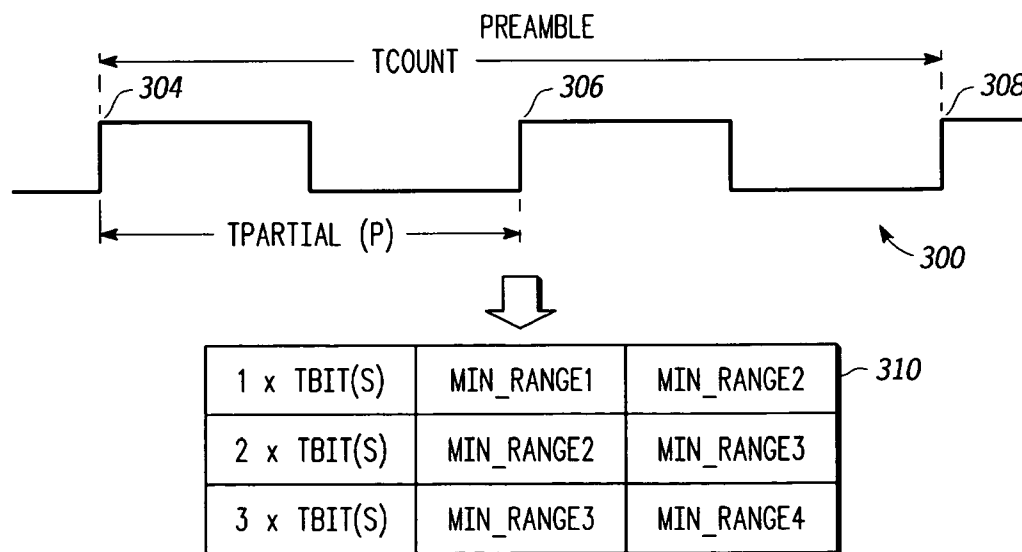 PREAMBLE
TCOUNT
304
306
308
TPARTIAL (P)
300
1 x TBIT(S) MIN_RANGE1 MIN_RANGE2
310
2 x TBIT(S) MIN_RANGE2 MIN_RANGE3
3 x TBIT(S) MIN_RANGE3 MIN_RANGE4